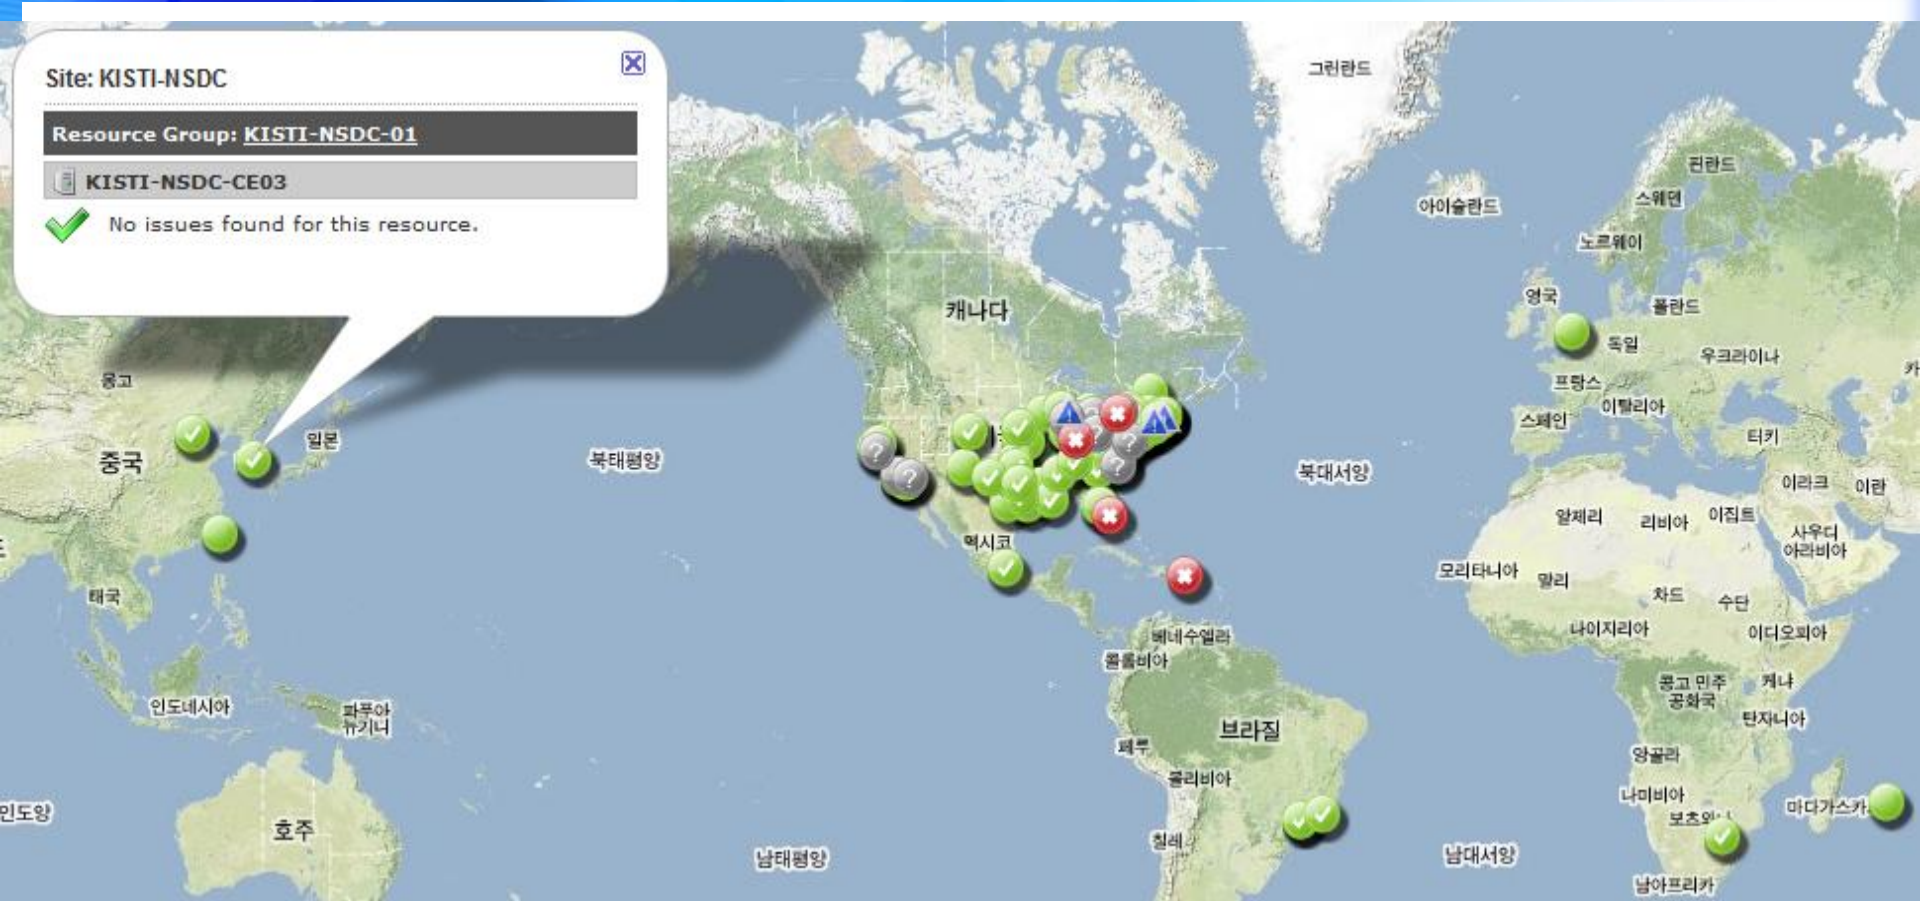 Site: KISTI-NSDC
Resource Group: KISTI-NSDC-01
KISTI-NSDC-CE03
No issues found for this resource.
그린란드
핀란드
스웨덴
아이슬란드
노르웨이
영국
폴란드
캐나다
독일
우크라이나
몽고
프랑스
이탈리아
스페인
터키
일본
중국
북태평양
북대서양
이라크
이란
알제리
리비아
이집트
사우디
아라비아
멕시코
모리타니아
말리
태국
차드
수단
나이지리아
이디오피아
베네수엘라
콜롬비아
콩고 민주
공화국
케냐
인도네시아
파푸아
뉴기니
탄자니아
브라질
페루
앙골라
볼리비아
나미비아
마다가스카
인도양
호주
칠레
남태평양
남대서양
남아프리카